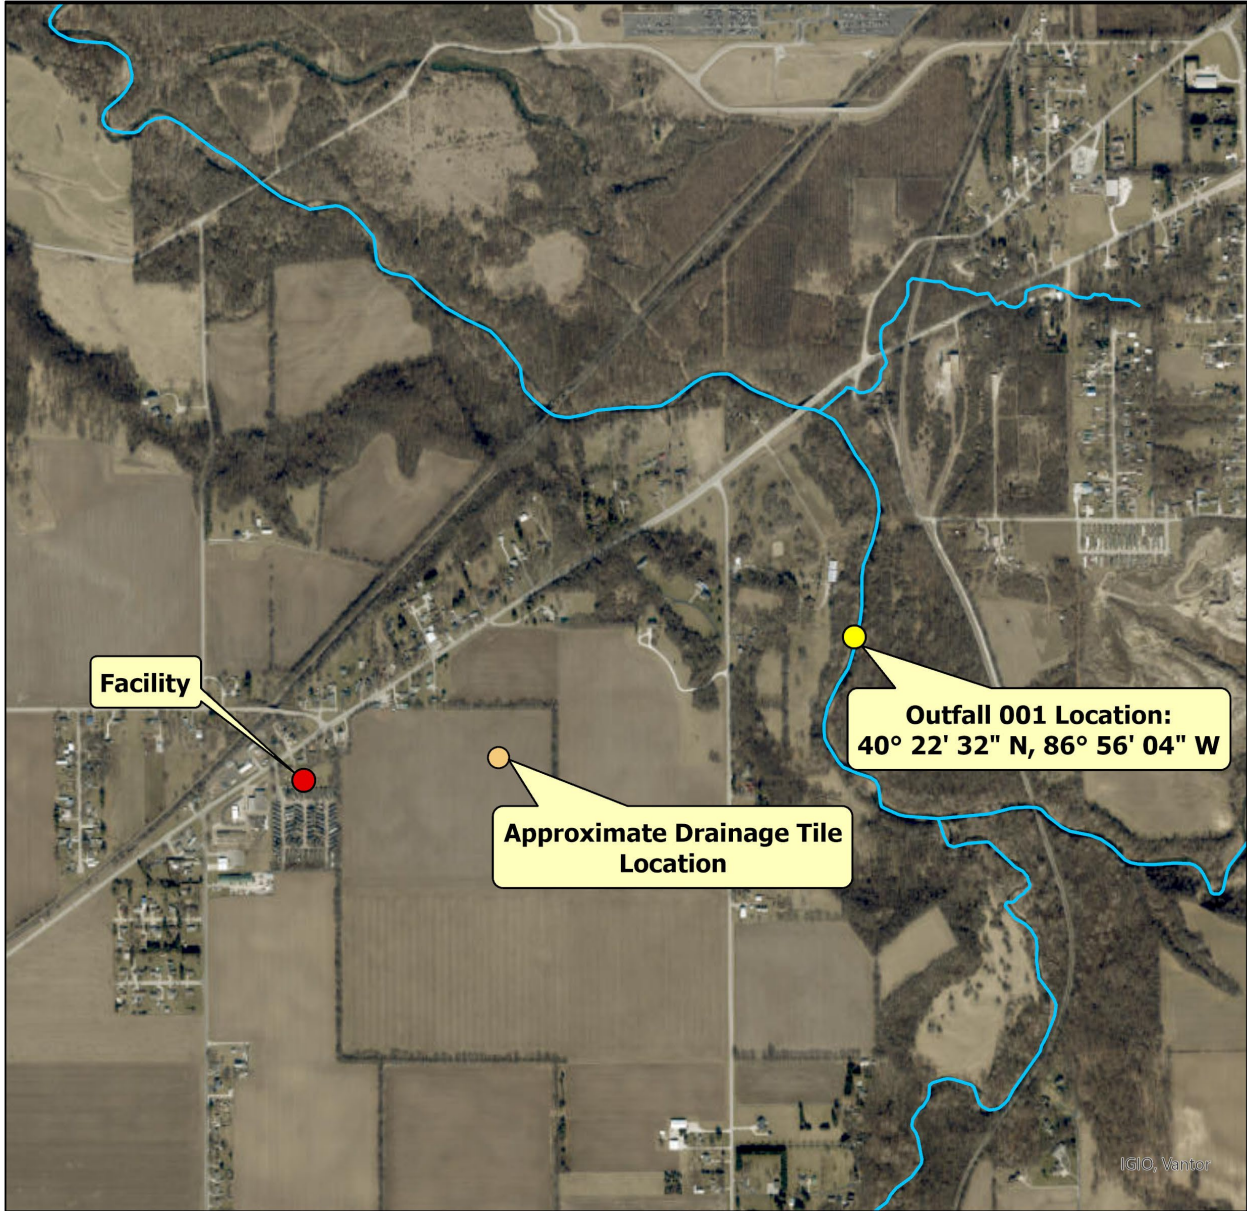 Facility
Outfall 001 Location:
40° 22' 32" N, 86° 56' 04" W
Approximate Drainage Tile
Location
IGIO, Vantor